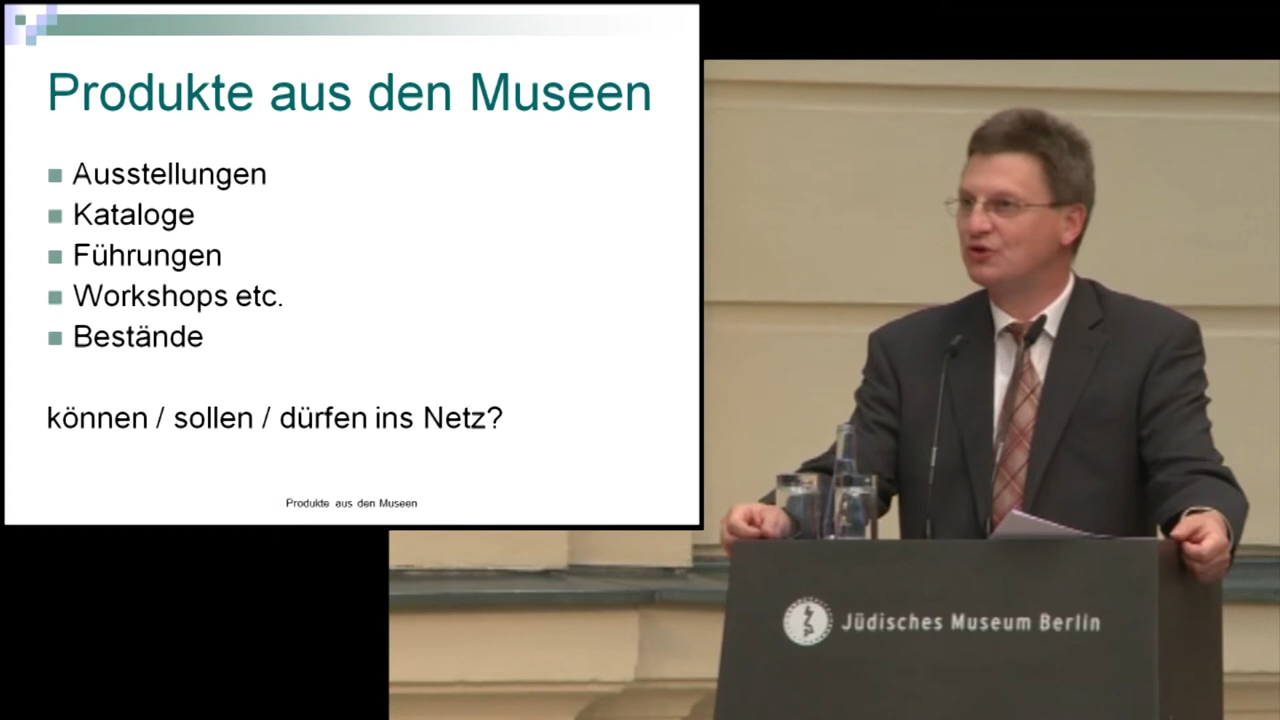 Produkte aus den Museen
Ausstellungen
Kataloge
Führungen
Workshops etc.
Bestände
können / sollen / dürfen ins Netz?
Produkte aus den Museen
Jüdisches Museum Berlin